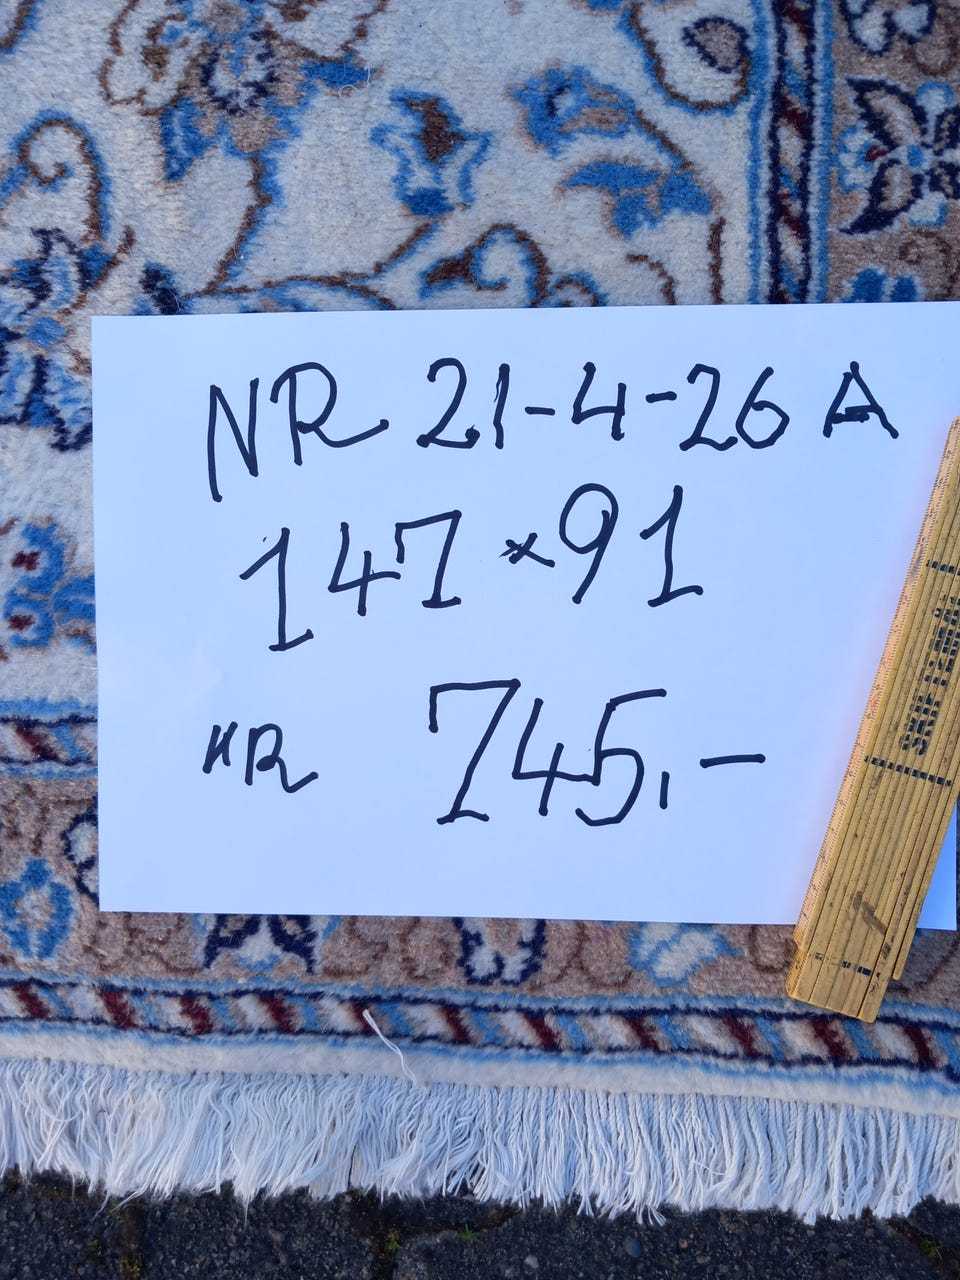 NR 21-4-26 A
147 x 91
KR 745,-